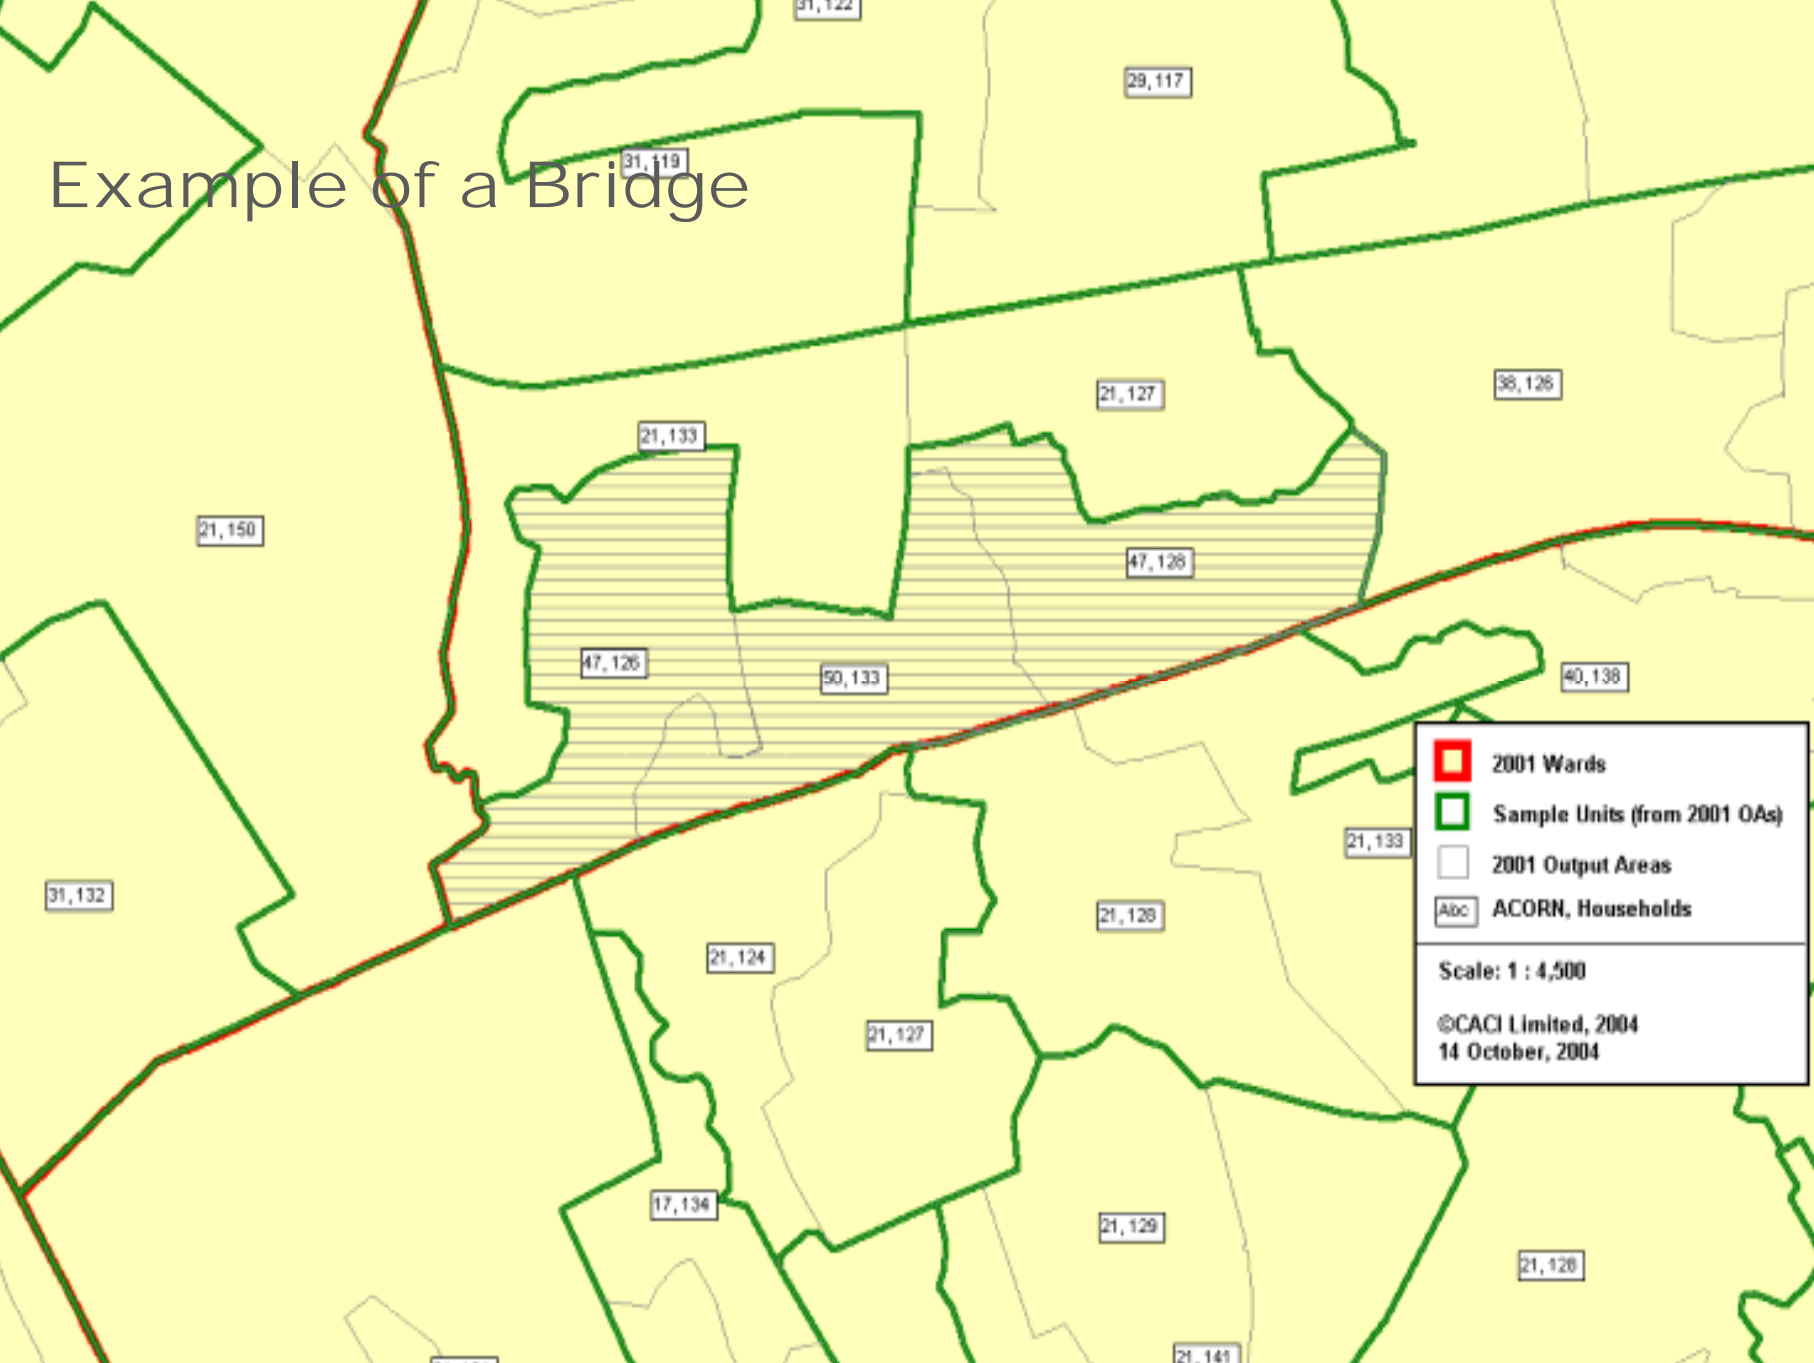 31,122
29,117
31,119
Example of a Bridge
21,127
38,128
21,133
21,150
47,128
47,126
50,133
40,138
2001 Wards
Sample Units (from 2001 OAs)
2001 Output Areas
Abc ACORN, Households
Scale: 1 : 4,500
©CACI Limited, 2004
14 October, 2004
21,133
31,132
21,128
21,124
21,127
17,134
21,129
21,128
21,141